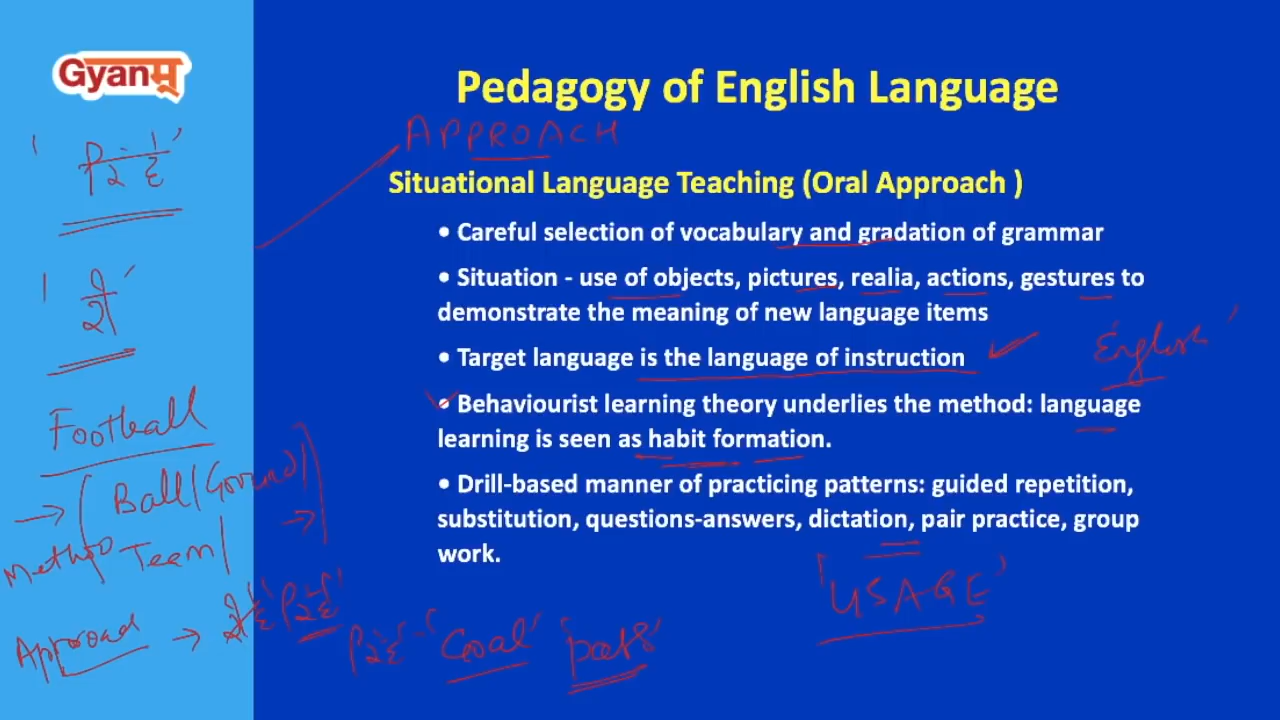 Gyanमू
Pedagogy of English Language
APPROACH
Situational Language Teaching (Oral Approach )
• Careful selection of vocabulary and gradation of grammar
• Situation - use of objects, pictures, realia, actions, gestures to
demonstrate the meaning of new language items
• Target language is the language of instruction
English
• Behaviourist learning theory underlies the method: language
learning is seen as habit formation.
• Drill-based manner of practicing patterns: guided repetition,
substitution, questions-answers, dictation, pair practice, group
work.
'USAGE'
Football
→ ( Ball / Ground /
Method Team /
Approach →
'Goal' 'path'